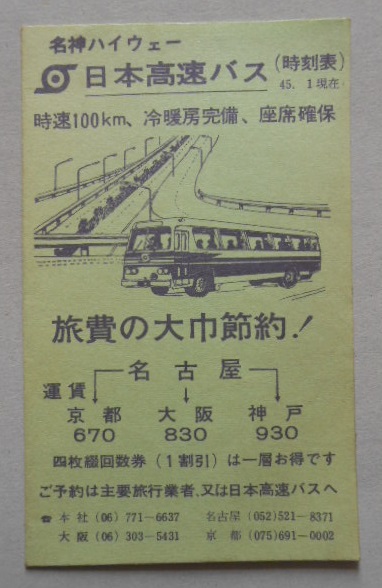 名神ハイウェー
日本高速バス(時刻表)
45. 1現在
時速100km、冷暖房完備、座席確保
旅費の大巾節約!
名古屋
運賃
京都 大阪 神戸
670 830 930
四枚綴回数券(1割引)は一層お得です
ご予約は主要旅行業者、又は日本高速バスへ
☎ 本社(06)771-6637 名古屋(052)521-8371
大阪(06)303-5431 京都(075)691-0002